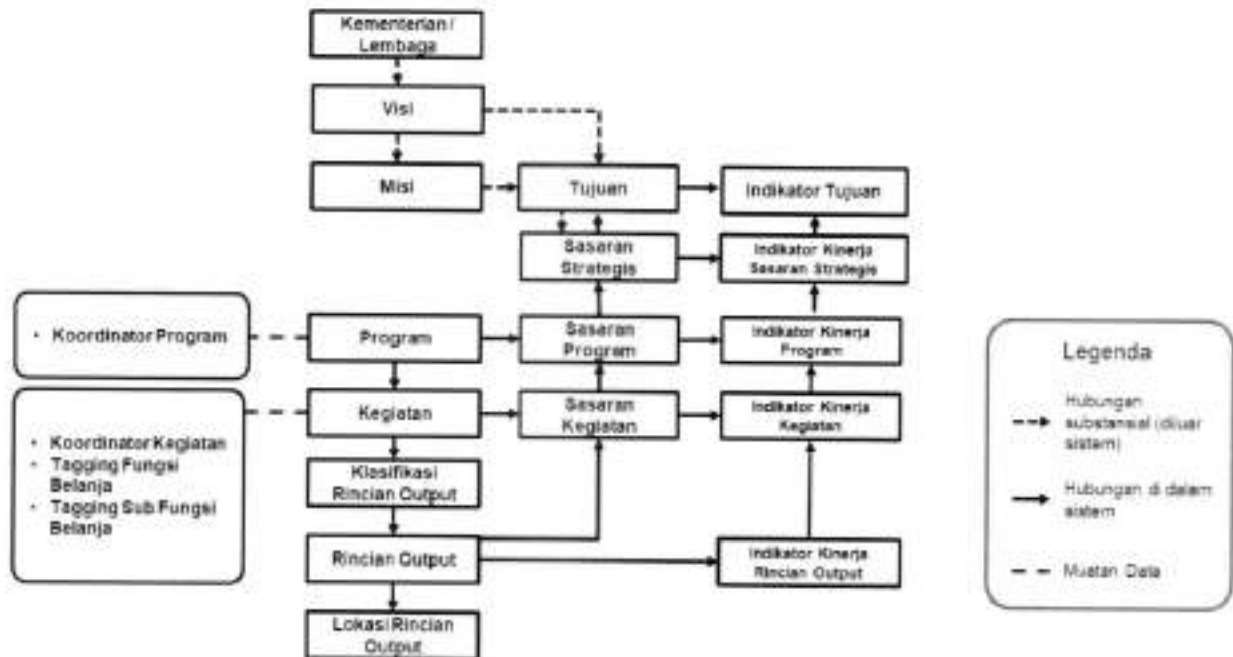 Kementerian /
Lembaga
Visi
Misi
Tujuan
Indikator Tujuan
Sasaran
Strategis
Indikator Kinerja
Sasaran Strategis
• Koordinator Program
Program
Sasaran
Program
Indikator Kinerja
Program
Kegiatan
Sasaran
Kegiatan
Indikator Kinerja
Kegiatan
• Koordinator Kegiatan
• Tagging Fungsi
Belanja
• Tagging Sub Fungsi
Belanja
Klasifikasi
Rincian Output
Rincian Output
Indikator Kinerja
Rincian Output
Lokasi Rincian
Output
Legenda
Hubungan
substansial (diluar
sistem)
Hubungan di dalam
sistem
Muatan Data